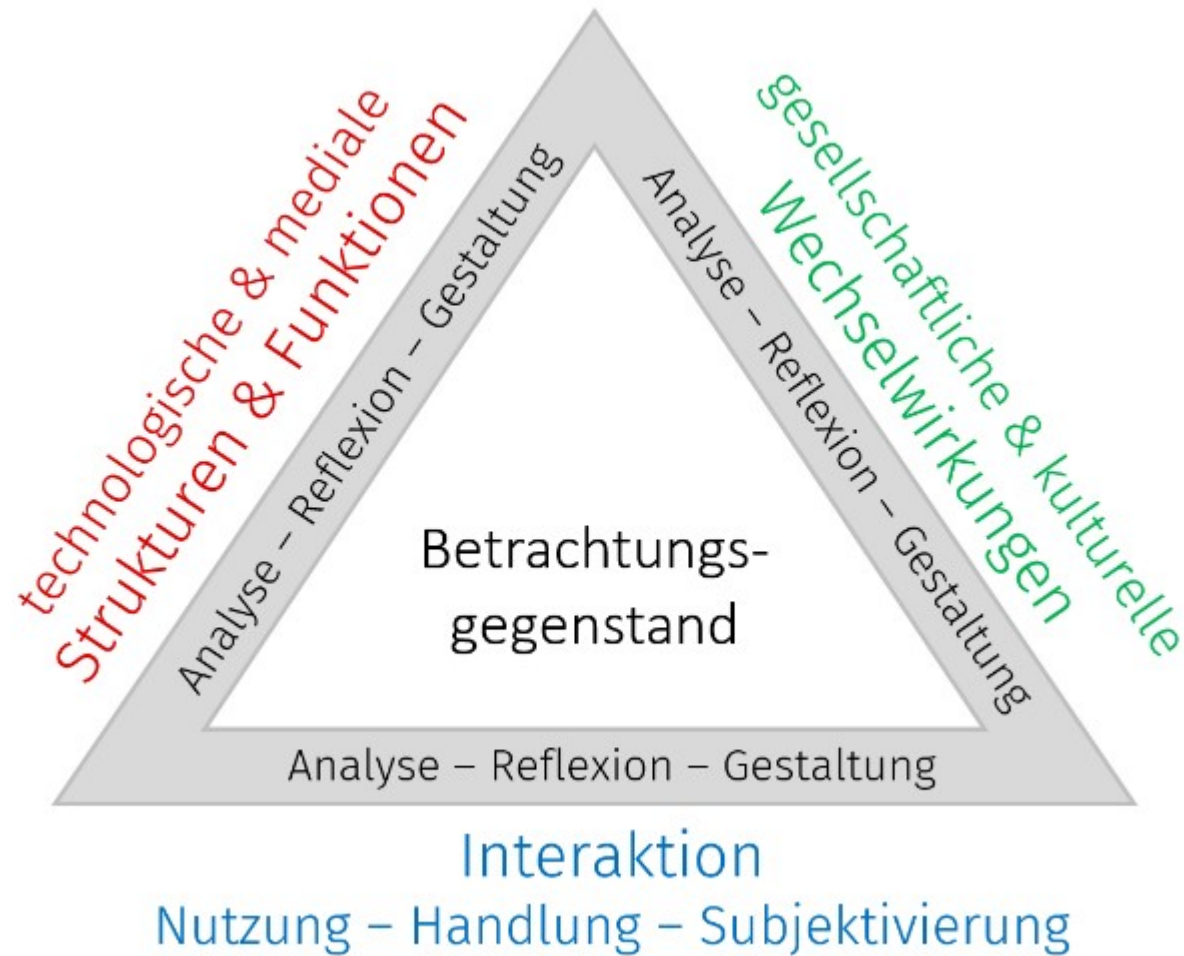 technologische & mediale
Strukturen & Funktionen
Analyse – Reflexion – Gestaltung
gesellschaftliche & kulturelle
Wechselwirkungen
Analyse – Reflexion – Gestaltung
Betrachtungs-
gegenstand
Analyse – Reflexion – Gestaltung
Interaktion
Nutzung – Handlung – Subjektivierung